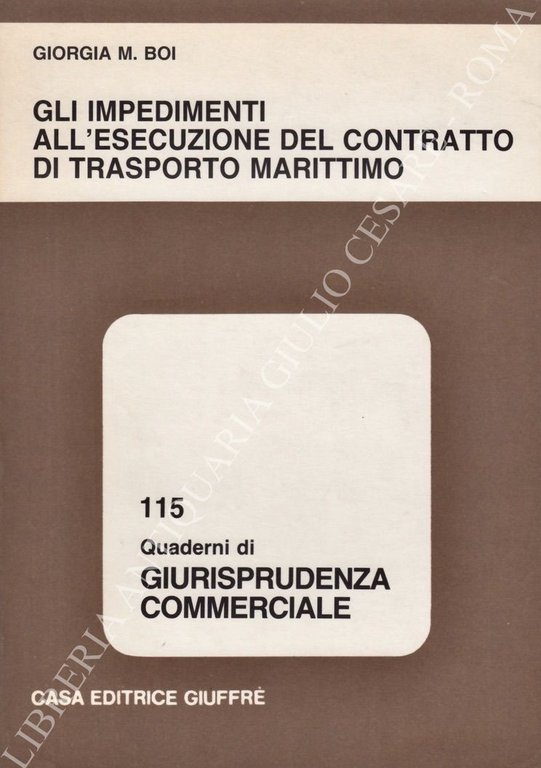 GIORGIA M. BOI
GLI IMPEDIMENTI
ALL'ESECUZIONE DEL CONTRATTO
DI TRASPORTO MARITTIMO
115
Quaderni di
GIURISPRUDENZA
COMMERCIALE
CASA EDITRICE GIUFFRÈ
LIBRERIA ANTIQUARIA GIULIO CESARE - ROMA